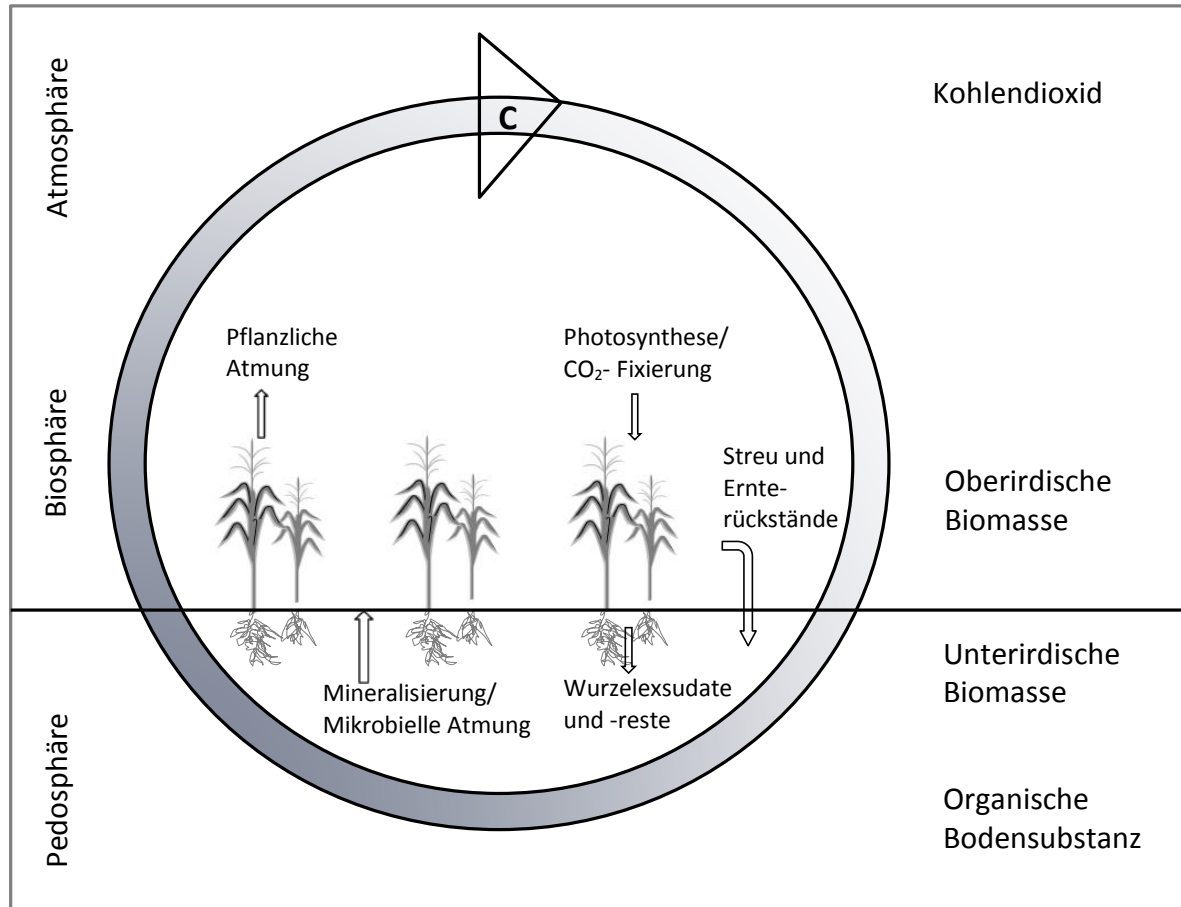 Atmosphäre
C
Kohlendioxid
Pflanzliche
Atmung
Photosynthese/
CO₂- Fixierung
Biosphäre
Streu und
Ernte-
rückstände
Oberirdische
Biomasse
Pedosphäre
Mineralisierung/
Mikrobielle Atmung
Wurzelexsudate
und -reste
Unterirdische
Biomasse
Organische
Bodensubstanz